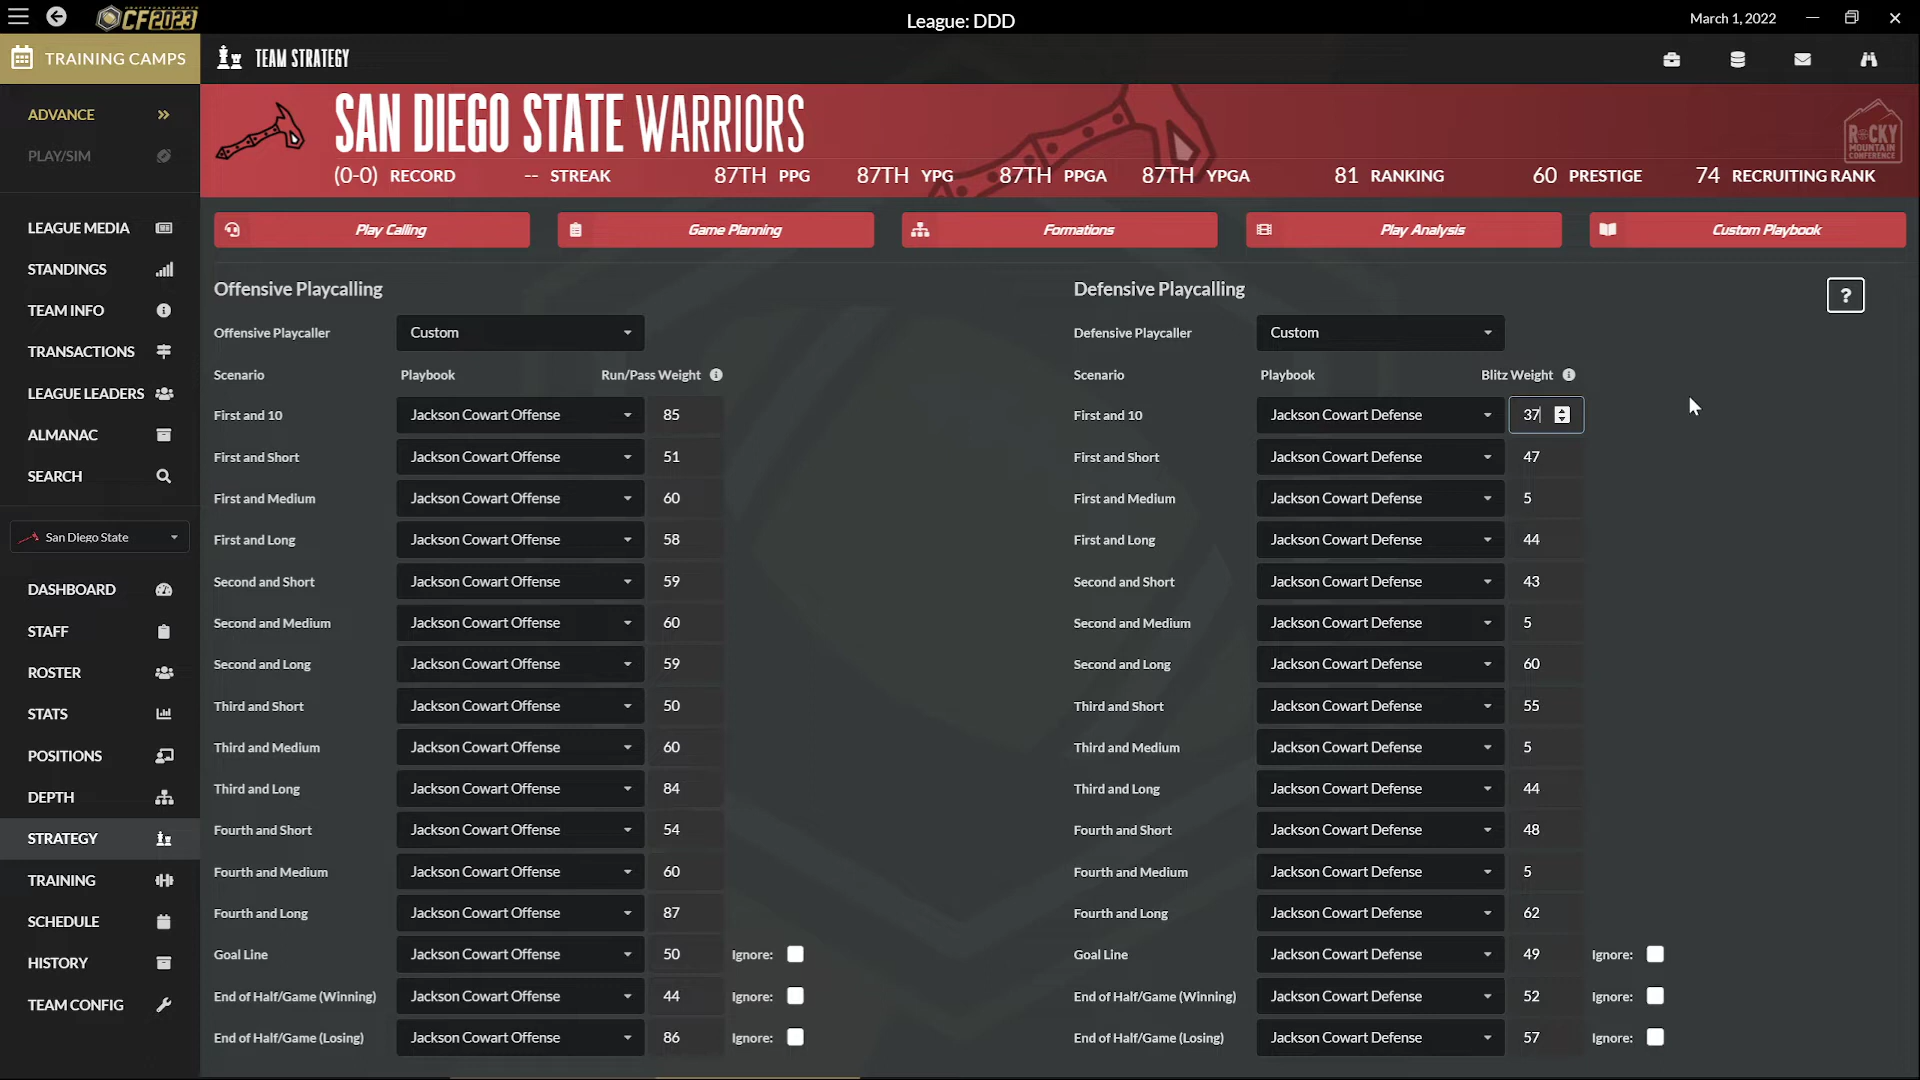 CF2023
League: DDD
March 1, 2022
TRAINING CAMPS
TEAM STRATEGY
ADVANCE
PLAY/SIM
LEAGUE MEDIA
STANDINGS
TEAM INFO
TRANSACTIONS
LEAGUE LEADERS
ALMANAC
SEARCH
San Diego State
DASHBOARD
STAFF
ROSTER
STATS
POSITIONS
DEPTH
STRATEGY
TRAINING
SCHEDULE
HISTORY
TEAM CONFIG
SAN DIEGO STATE WARRIORS
ROCKY
MOUNTAIN
CONFERENCE
(0-0) RECORD -- STREAK 87TH PPG 87TH YPG 87TH PPGA 87TH YPGA 81 RANKING 60 PRESTIGE 74 RECRUITING RANK
Play Calling Game Planning Formations Play Analysis Custom Playbook
Offensive Playcalling
Offensive Playcaller Custom
Scenario Playbook Run/Pass Weight
First and 10 Jackson Cowart Offense 85
First and Short Jackson Cowart Offense 51
First and Medium Jackson Cowart Offense 60
First and Long Jackson Cowart Offense 58
Second and Short Jackson Cowart Offense 59
Second and Medium Jackson Cowart Offense 60
Second and Long Jackson Cowart Offense 59
Third and Short Jackson Cowart Offense 50
Third and Medium Jackson Cowart Offense 60
Third and Long Jackson Cowart Offense 84
Fourth and Short Jackson Cowart Offense 54
Fourth and Medium Jackson Cowart Offense 60
Fourth and Long Jackson Cowart Offense 87
Goal Line Jackson Cowart Offense 50 Ignore:
End of Half/Game (Winning) Jackson Cowart Offense 44 Ignore:
End of Half/Game (Losing) Jackson Cowart Offense 86 Ignore:
Defensive Playcalling
?
Defensive Playcaller Custom
Scenario Playbook Blitz Weight
First and 10 Jackson Cowart Defense 37
First and Short Jackson Cowart Defense 47
First and Medium Jackson Cowart Defense 5
First and Long Jackson Cowart Defense 44
Second and Short Jackson Cowart Defense 43
Second and Medium Jackson Cowart Defense 5
Second and Long Jackson Cowart Defense 60
Third and Short Jackson Cowart Defense 55
Third and Medium Jackson Cowart Defense 5
Third and Long Jackson Cowart Defense 44
Fourth and Short Jackson Cowart Defense 48
Fourth and Medium Jackson Cowart Defense 5
Fourth and Long Jackson Cowart Defense 62
Goal Line Jackson Cowart Defense 49 Ignore:
End of Half/Game (Winning) Jackson Cowart Defense 52 Ignore:
End of Half/Game (Losing) Jackson Cowart Defense 57 Ignore: